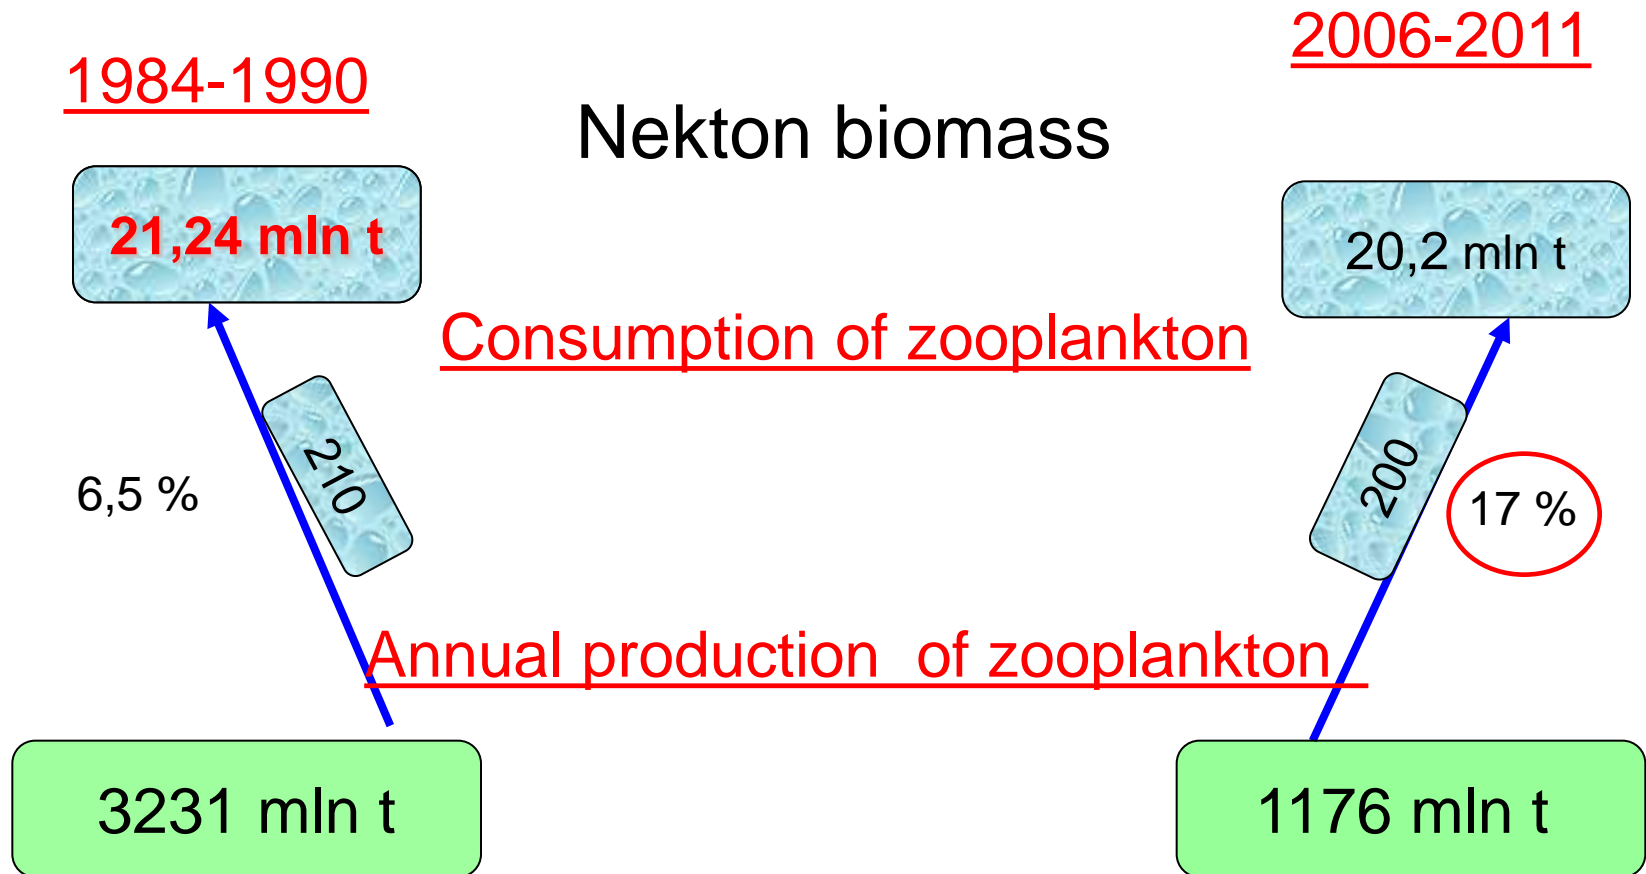 2006-2011
1984-1990
Nekton biomass
21,24 mln t
20,2 mln t
Consumption of zooplankton
210
200
6,5 %
17 %
Annual production of zooplankton
3231 mln t
1176 mln t